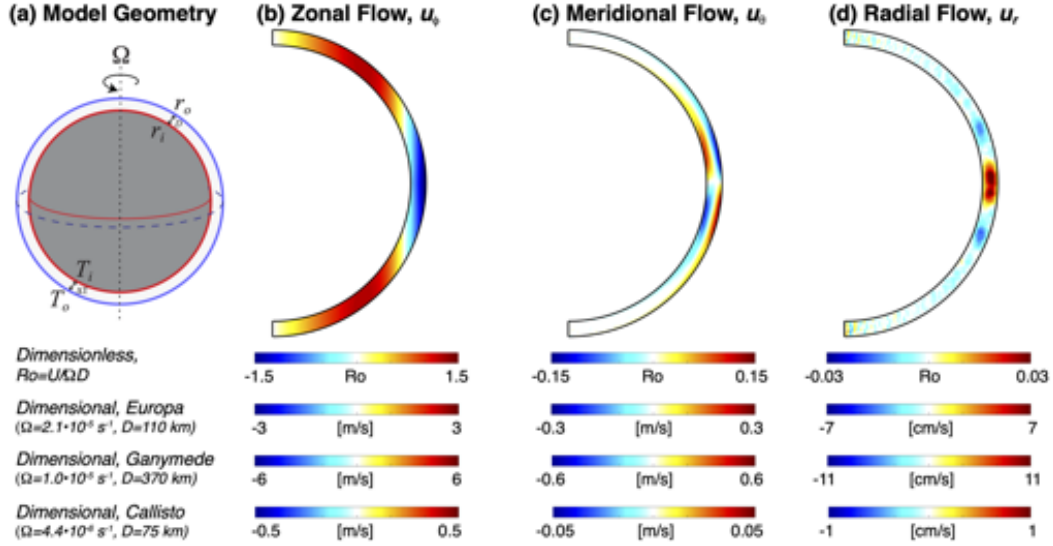 (a) Model Geometry
(b) Zonal Flow, uϕ
(c) Meridional Flow, uθ
(d) Radial Flow, ur
Ω
ro
ri
Ti
To
Dimensionless,
Ro=U/ΩD
-1.5 Ro 1.5
-0.15 Ro 0.15
-0.03 Ro 0.03
Dimensional, Europa
(Ω=2.1•10⁻⁵ s⁻¹, D=110 km)
-3 [m/s] 3
-0.3 [m/s] 0.3
-7 [cm/s] 7
Dimensional, Ganymede
(Ω=1.0•10⁻⁵ s⁻¹, D=370 km)
-6 [m/s] 6
-0.6 [m/s] 0.6
-11 [cm/s] 11
Dimensional, Callisto
(Ω=4.4•10⁻⁶ s⁻¹, D=75 km)
-0.5 [m/s] 0.5
-0.05 [m/s] 0.05
-1 [cm/s] 1